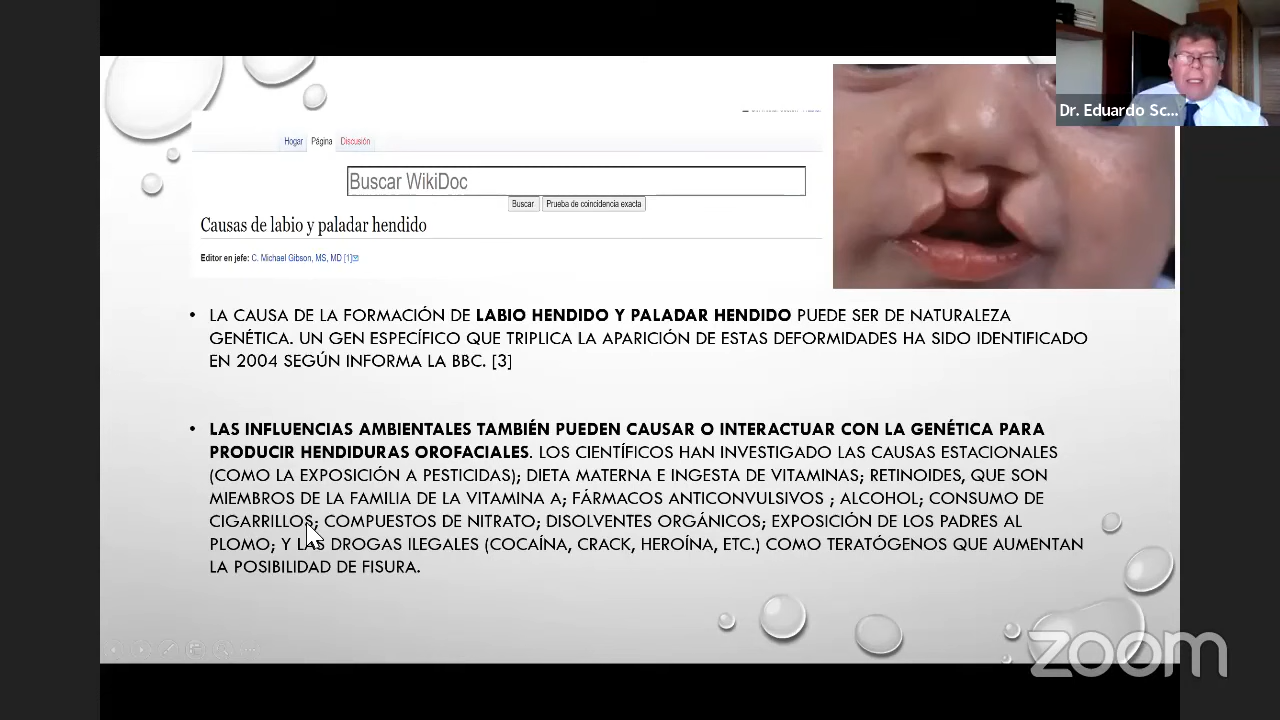 Dr. Eduardo Sc...
Hogar Página Discusión
Buscar WikiDoc
Buscar Prueba de coincidencia exacta
Causas de labio y paladar hendido
Editor en jefe: C. Michael Gibson, MS, MD [1]
• LA CAUSA DE LA FORMACIÓN DE LABIO HENDIDO Y PALADAR HENDIDO PUEDE SER DE NATURALEZA
GENÉTICA. UN GEN ESPECÍFICO QUE TRIPLICA LA APARICIÓN DE ESTAS DEFORMIDADES HA SIDO IDENTIFICADO
EN 2004 SEGÚN INFORMA LA BBC. [3]
• LAS INFLUENCIAS AMBIENTALES TAMBIÉN PUEDEN CAUSAR O INTERACTUAR CON LA GENÉTICA PARA
PRODUCIR HENDIDURAS OROFACIALES. LOS CIENTÍFICOS HAN INVESTIGADO LAS CAUSAS ESTACIONALES
(COMO LA EXPOSICIÓN A PESTICIDAS); DIETA MATERNA E INGESTA DE VITAMINAS; RETINOIDES, QUE SON
MIEMBROS DE LA FAMILIA DE LA VITAMINA A; FÁRMACOS ANTICONVULSIVOS ; ALCOHOL; CONSUMO DE
CIGARRILLOS; COMPUESTOS DE NITRATO; DISOLVENTES ORGÁNICOS; EXPOSICIÓN DE LOS PADRES AL
PLOMO; Y LAS DROGAS ILEGALES (COCAÍNA, CRACK, HEROÍNA, ETC.) COMO TERATÓGENOS QUE AUMENTAN
LA POSIBILIDAD DE FISURA.
zoom